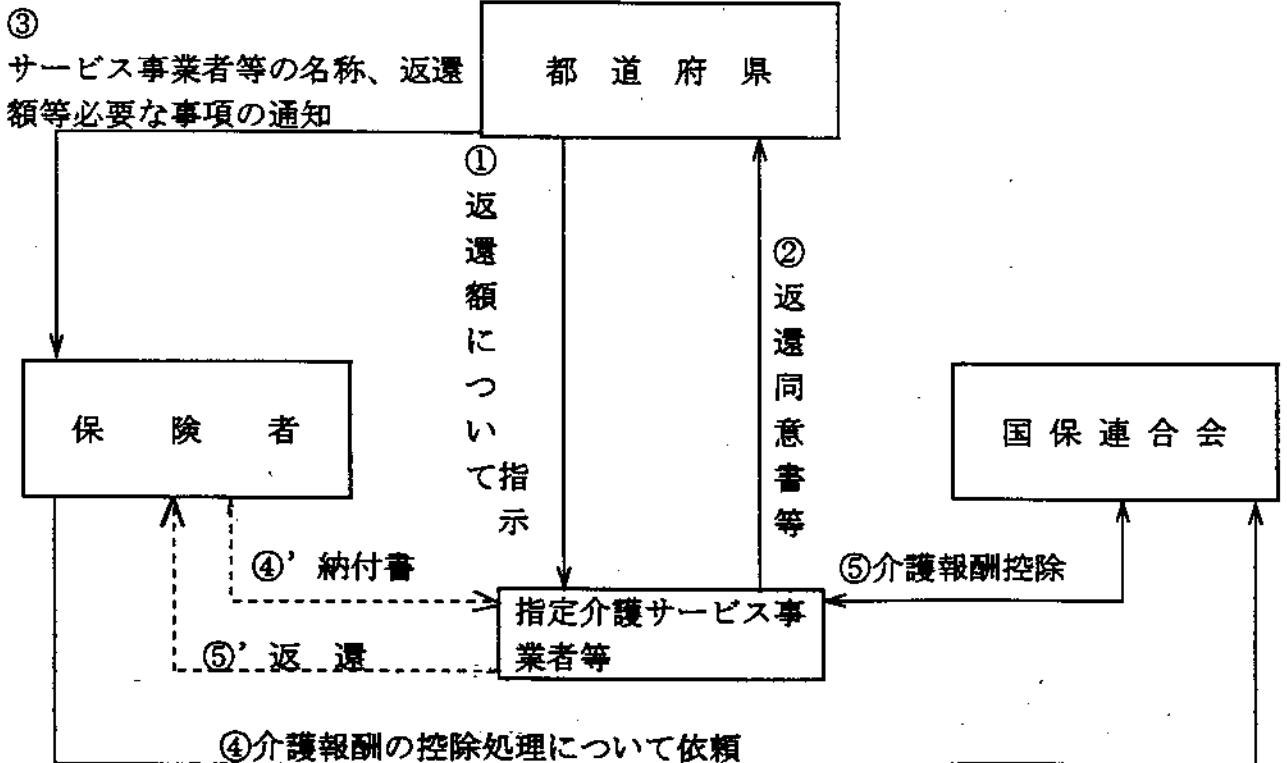 ③
サービス事業者等の名称、返還
額等必要な事項の通知
都道府県
①返還額について
指示
②返還同意書等
保険者
国保連合会
④’納付書
⑤介護報酬控除
指定介護サービス事
業者等
⑤’返還
④介護報酬の控除処理について依頼